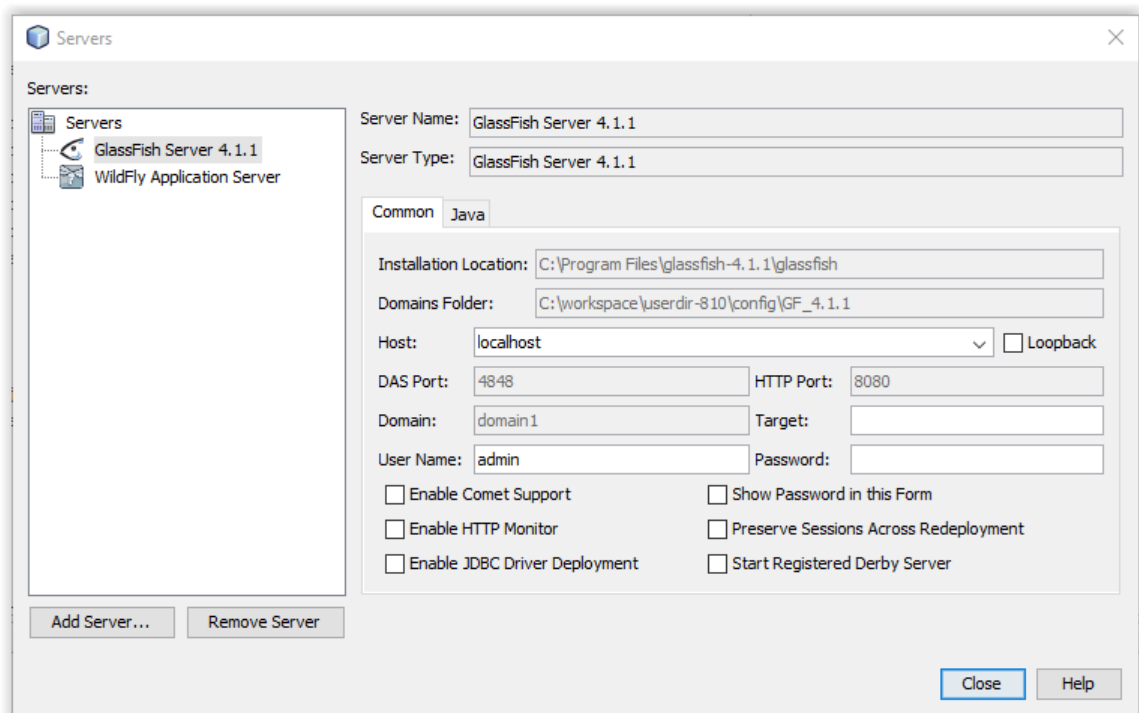 Servers
Servers:
Servers
GlassFish Server 4.1.1
WildFly Application Server
Add Server...
Remove Server
Server Name: GlassFish Server 4.1.1
Server Type: GlassFish Server 4.1.1
Common Java
Installation Location: C:\Program Files\glassfish-4.1.1\glassfish
Domains Folder: C:\workspace\userdir-810\config\GF_4.1.1
Host: localhost Loopback
DAS Port: 4848 HTTP Port: 8080
Domain: domain1 Target:
User Name: admin Password:
Enable Comet Support Show Password in this Form
Enable HTTP Monitor Preserve Sessions Across Redeployment
Enable JDBC Driver Deployment Start Registered Derby Server
Close Help